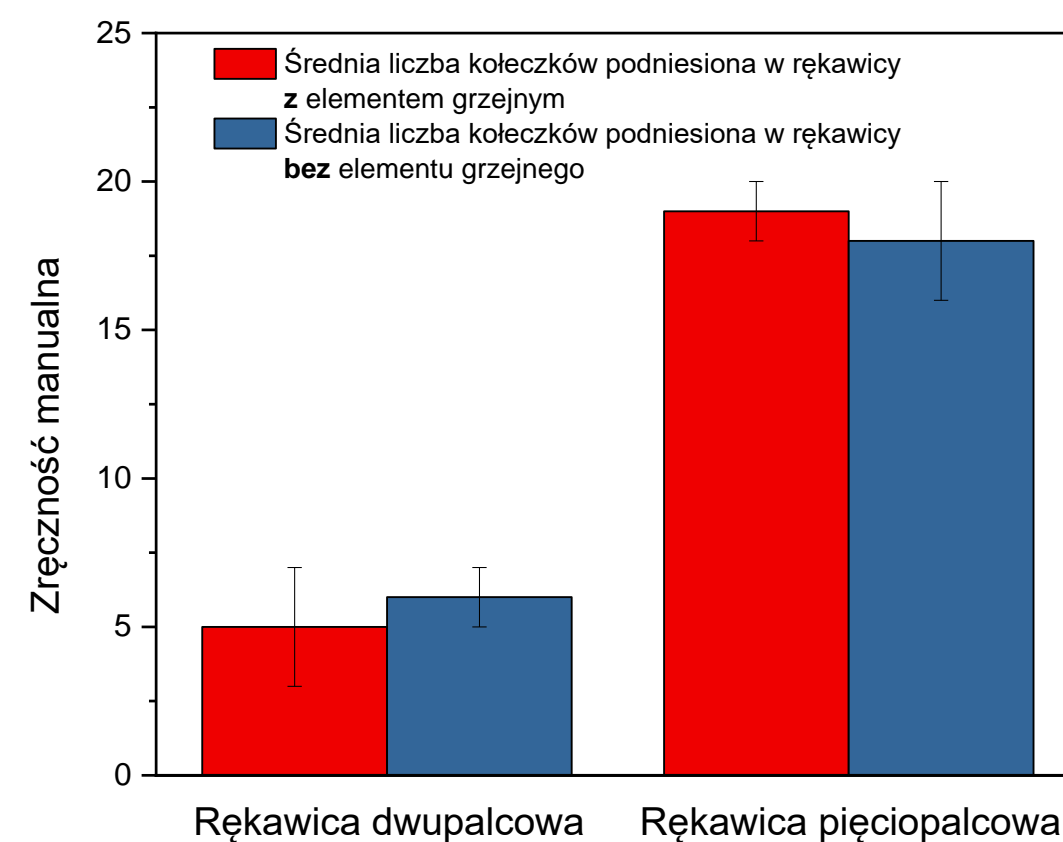 25
20
15
10
5
0
Zręczność manualna
Średnia liczba kołeczków podniesiona w rękawicy
z elementem grzejnym
Średnia liczba kołeczków podniesiona w rękawicy
bez elementu grzejnego
Rękawica dwupalcowa
Rękawica pięciopalcowa